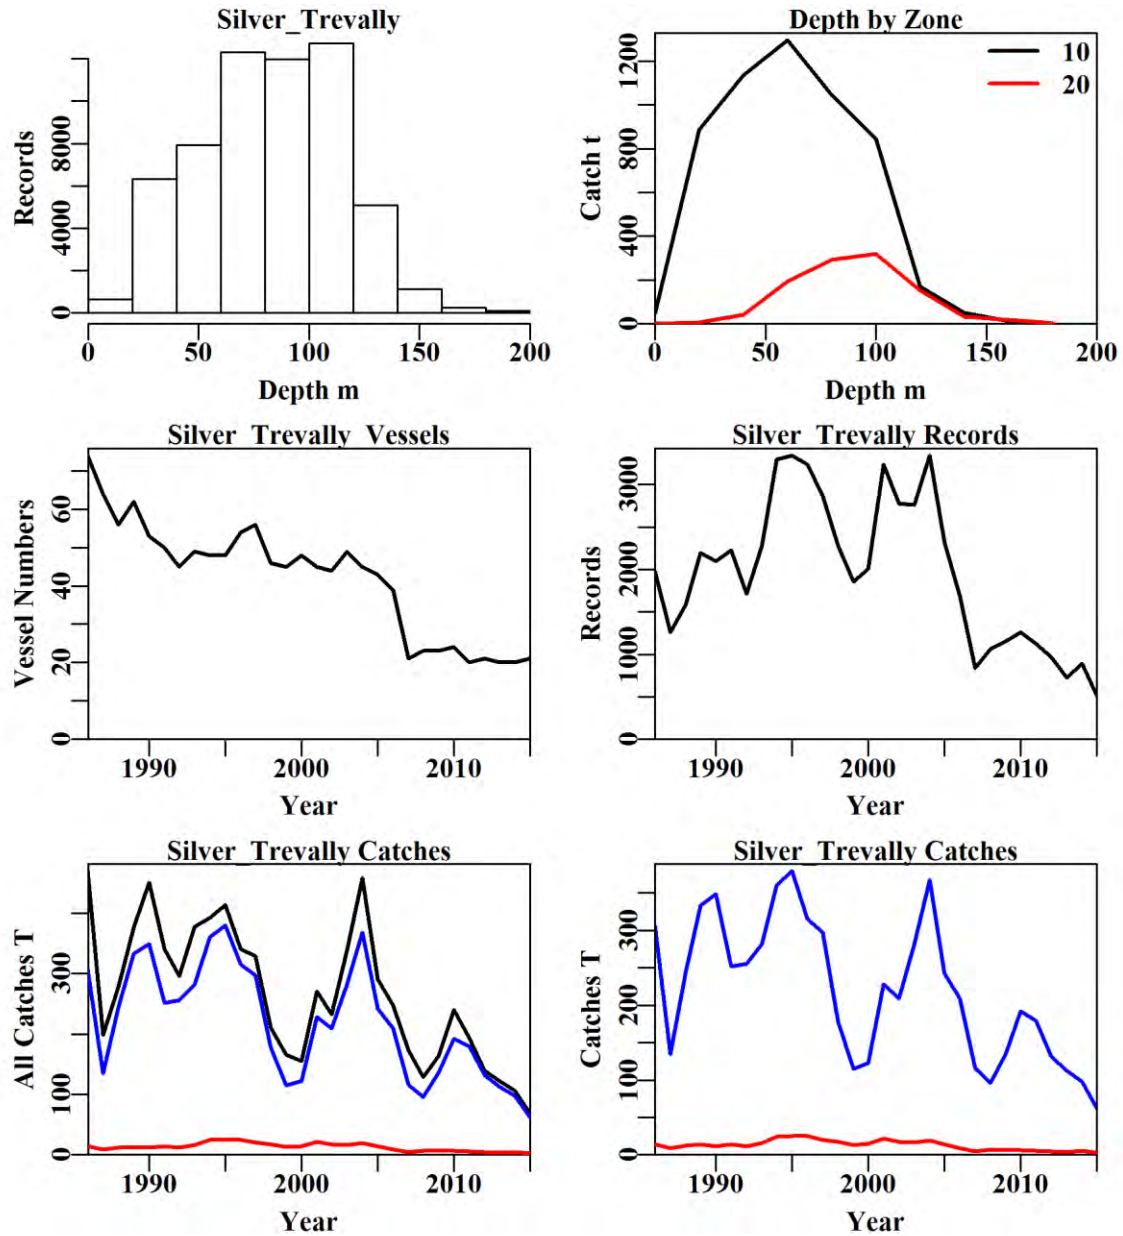 Silver_Trevally
Records
0 4000 8000
0 50 100 150 200
Depth m
Depth by Zone
Catch t
0 400 800 1200
10
20
0 50 100 150 200
Depth m
Silver_Trevally_Vessels
Vessel Numbers
0 20 40 60
1990 2000 2010
Year
Silver_Trevally Records
Records
0 1000 2000 3000
1990 2000 2010
Year
Silver_Trevally Catches
All Catches T
0 100 300
1990 2000 2010
Year
Silver_Trevally Catches
Catches T
0 100 200 300
1990 2000 2010
Year